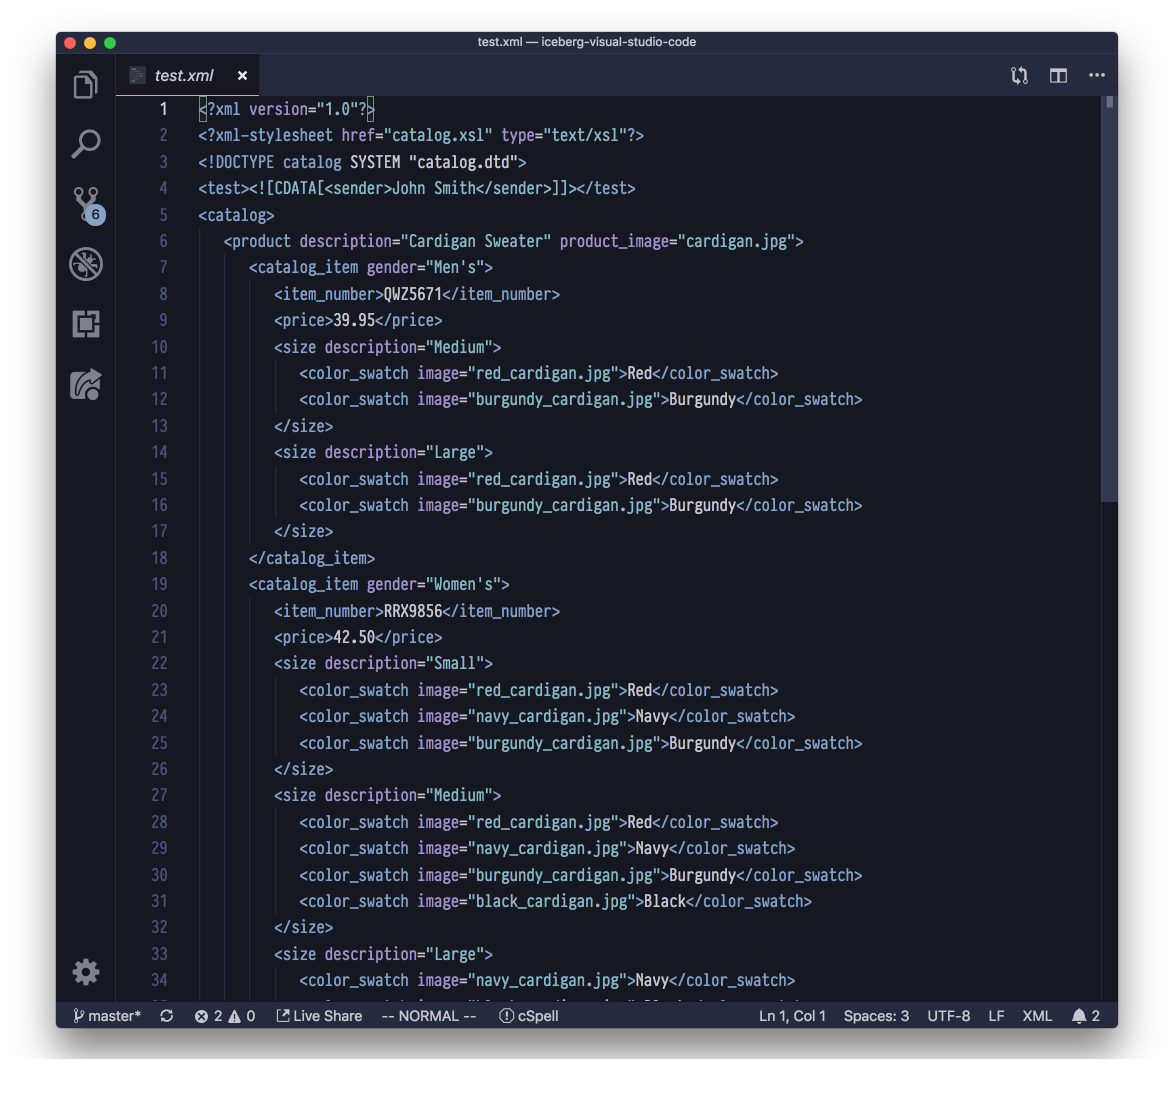 test.xml — iceberg-visual-studio-code
test.xml ×
1 <?xml version="1.0"?>
2 <?xml-stylesheet href="catalog.xsl" type="text/xsl"?>
3 <!DOCTYPE catalog SYSTEM "catalog.dtd">
4 <test><![CDATA[<sender>John Smith</sender>]]></test>
5 <catalog>
6 <product description="Cardigan Sweater" product_image="cardigan.jpg">
7 <catalog_item gender="Men's">
8 <item_number>QWZ5671</item_number>
9 <price>39.95</price>
10 <size description="Medium">
11 <color_swatch image="red_cardigan.jpg">Red</color_swatch>
12 <color_swatch image="burgundy_cardigan.jpg">Burgundy</color_swatch>
13 </size>
14 <size description="Large">
15 <color_swatch image="red_cardigan.jpg">Red</color_swatch>
16 <color_swatch image="burgundy_cardigan.jpg">Burgundy</color_swatch>
17 </size>
18 </catalog_item>
19 <catalog_item gender="Women's">
20 <item_number>RRX9856</item_number>
21 <price>42.50</price>
22 <size description="Small">
23 <color_swatch image="red_cardigan.jpg">Red</color_swatch>
24 <color_swatch image="navy_cardigan.jpg">Navy</color_swatch>
25 <color_swatch image="burgundy_cardigan.jpg">Burgundy</color_swatch>
26 </size>
27 <size description="Medium">
28 <color_swatch image="red_cardigan.jpg">Red</color_swatch>
29 <color_swatch image="navy_cardigan.jpg">Navy</color_swatch>
30 <color_swatch image="burgundy_cardigan.jpg">Burgundy</color_swatch>
31 <color_swatch image="black_cardigan.jpg">Black</color_swatch>
32 </size>
33 <size description="Large">
34 <color_swatch image="navy_cardigan.jpg">Navy</color_swatch>
6
master* 2 0 Live Share -- NORMAL -- cSpell Ln 1, Col 1 Spaces: 3 UTF-8 LF XML 2